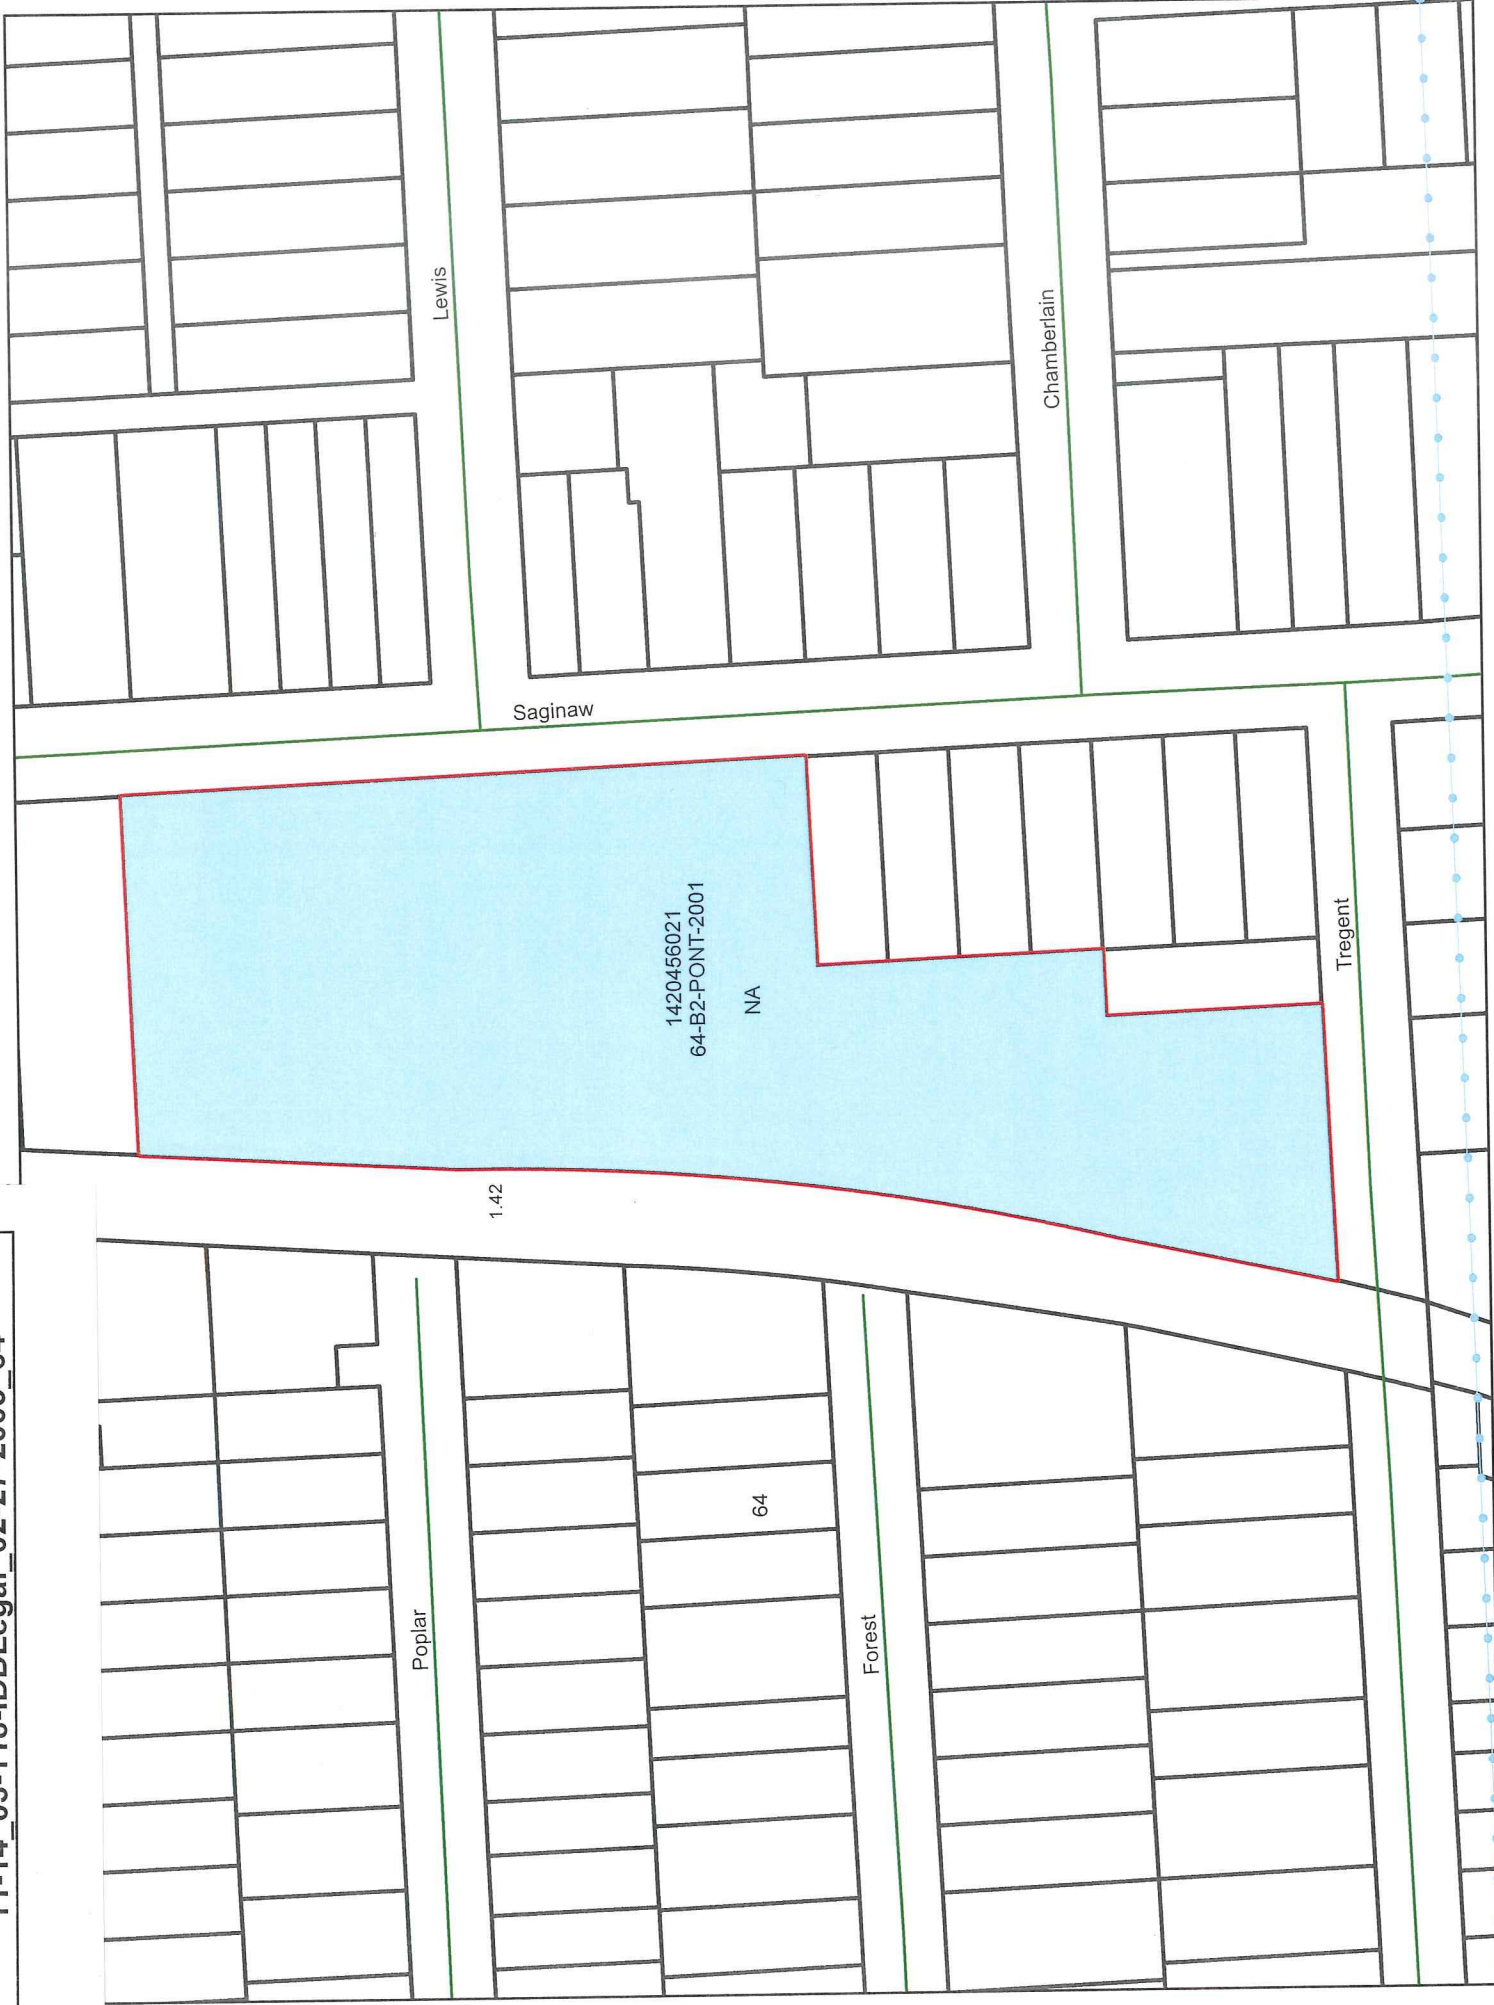 Poplar
Lewis
1.42
Saginaw
1420456021
64-B2-PONT-2001
NA
64
Forest
Chamberlain
Tregent